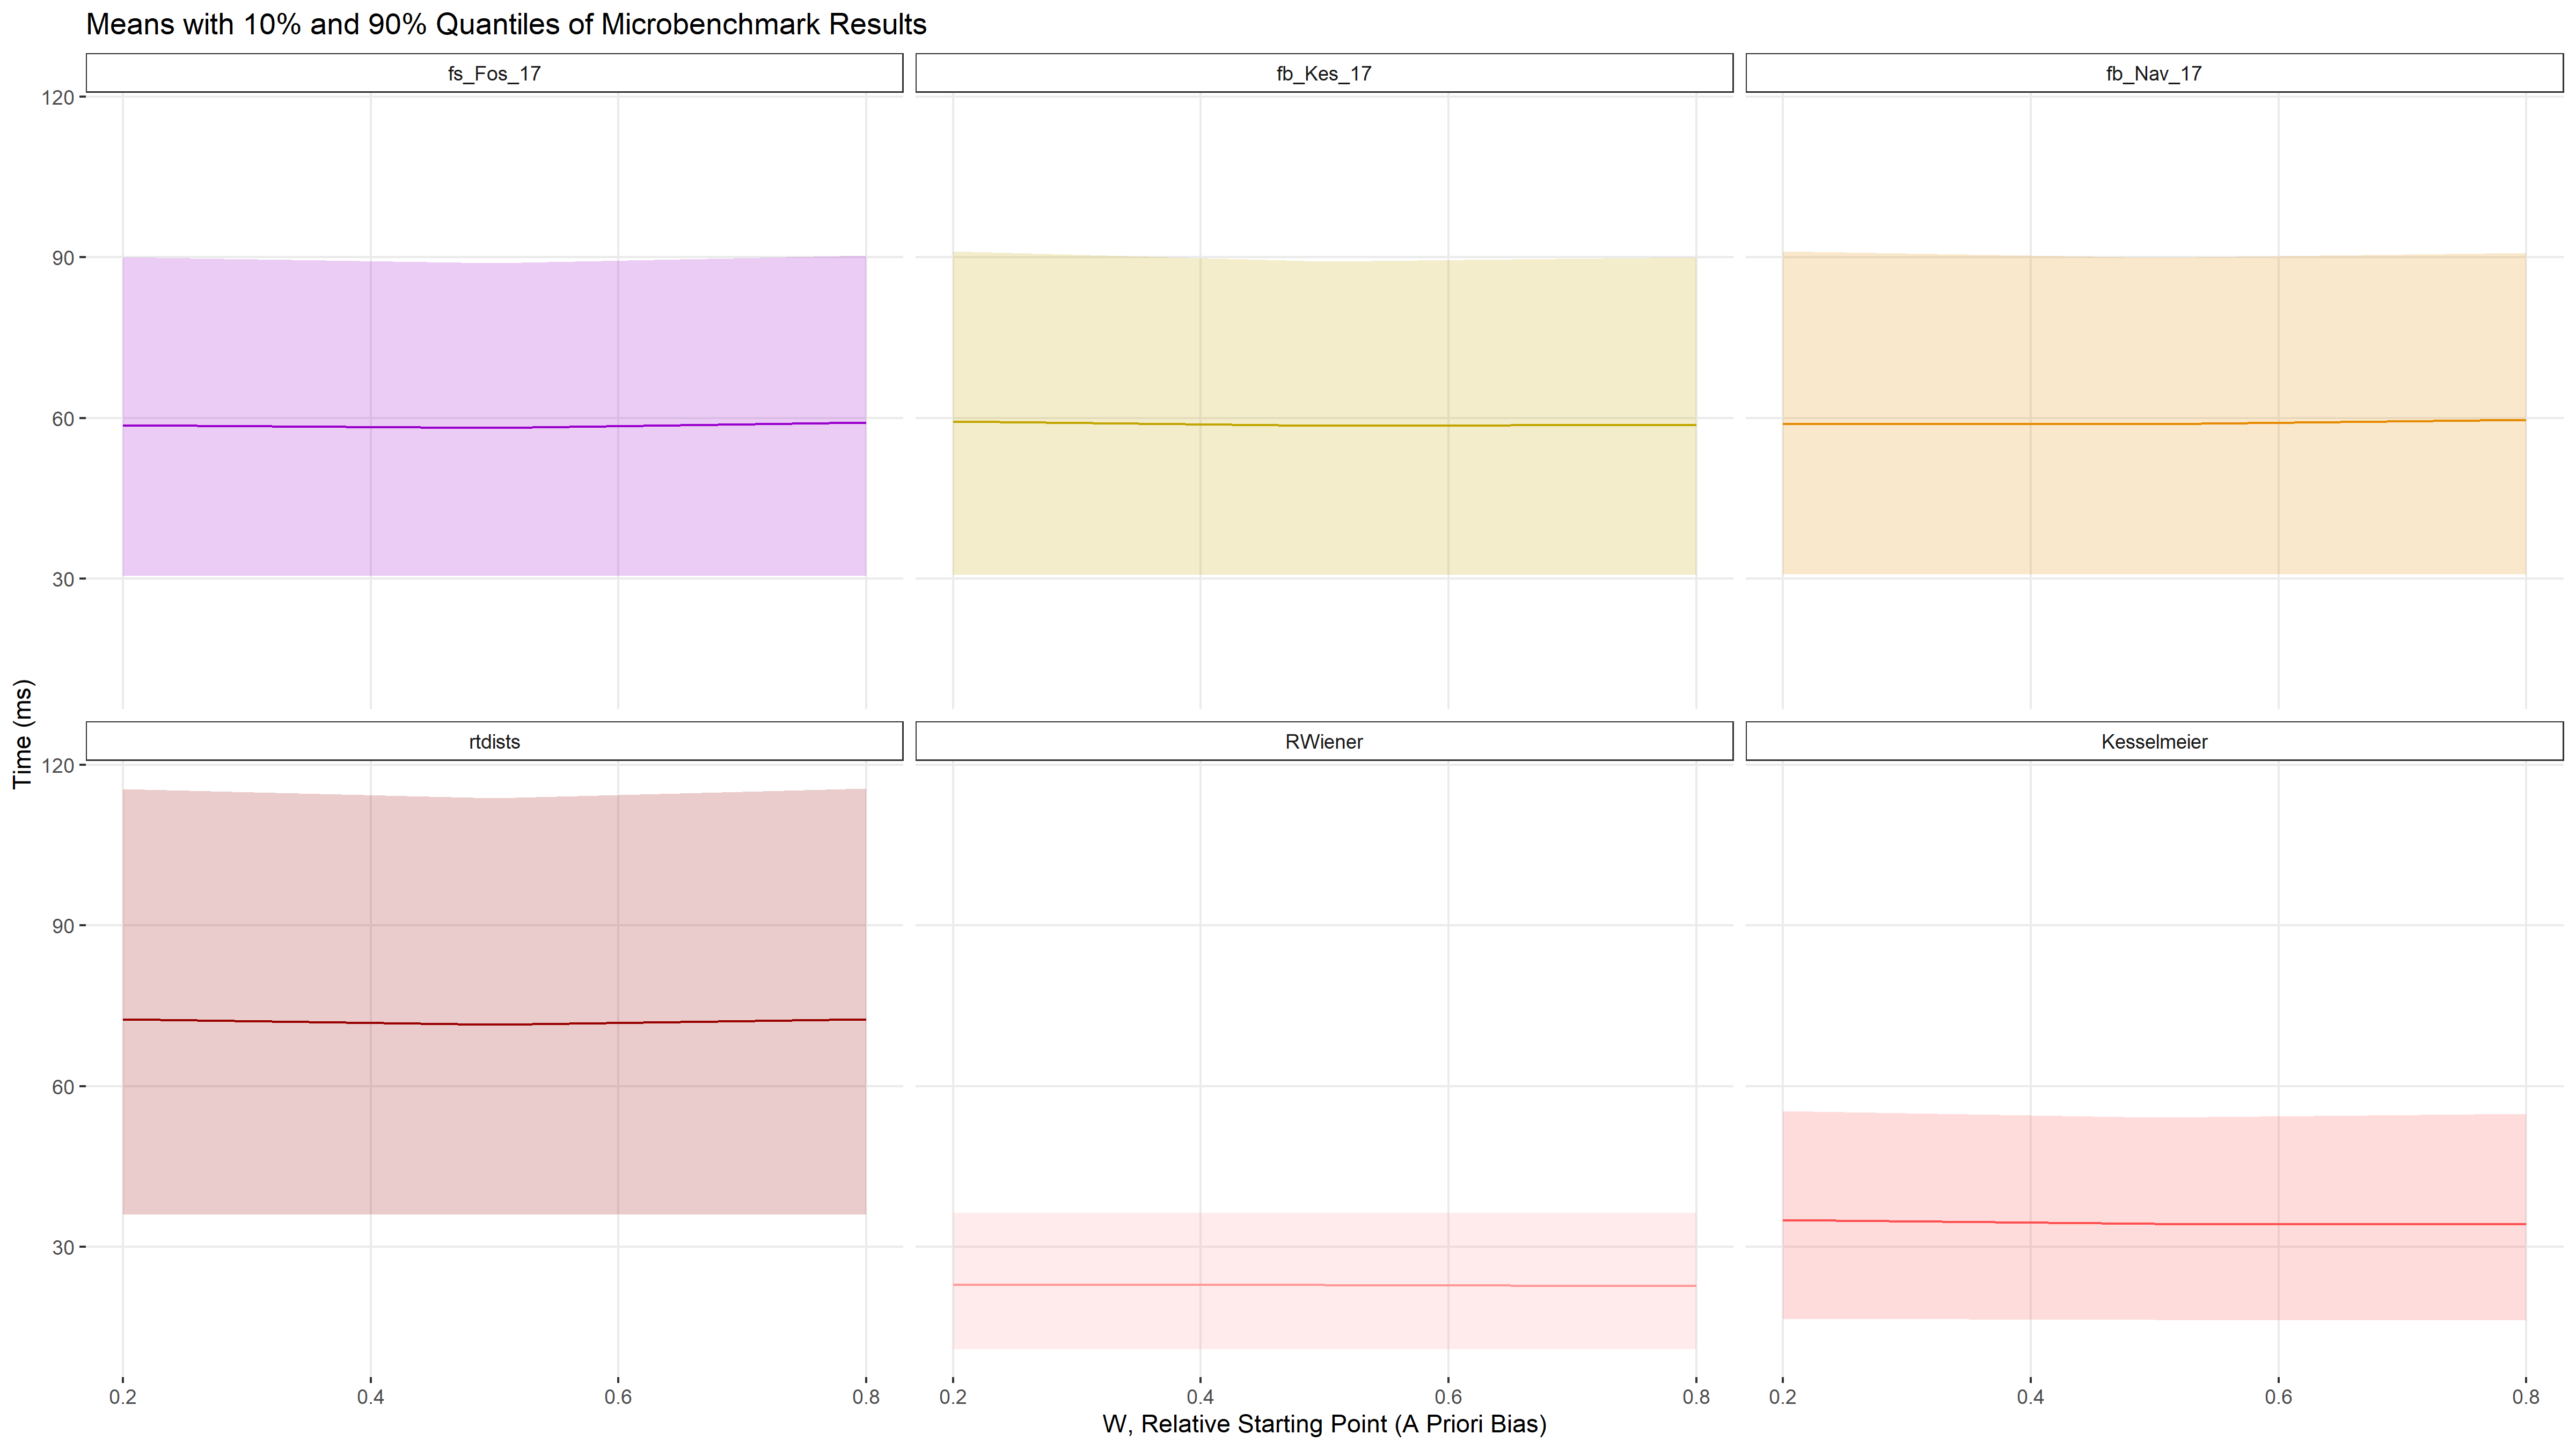 Means with 10% and 90% Quantiles of Microbenchmark Results
fs_Fos_17
fb_Kes_17
fb_Nav_17
120
90
60
30
Time (ms)
rtdists
RWiener
Kesselmeier
120
90
60
30
0.2 0.4 0.6 0.8
0.2 0.4 0.6 0.8
0.2 0.4 0.6 0.8
W, Relative Starting Point (A Priori Bias)